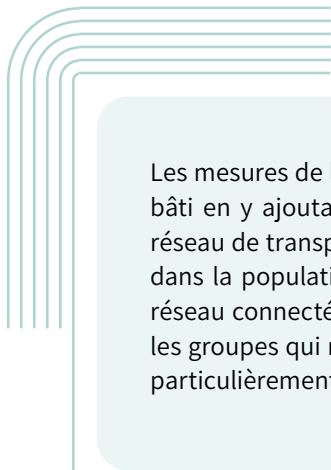 Les mesures de
bâti en y ajouta
réseau de transp
dans la populati
réseau connecté
les groupes qui
particulièrement